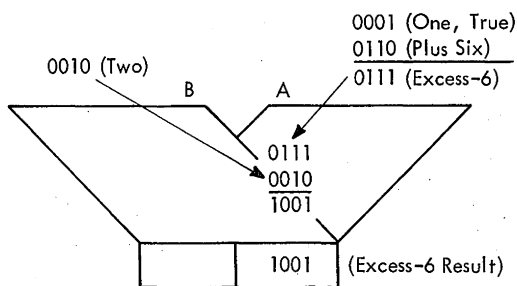 0001 (One, True)
0110 (Plus Six)
0111 (Excess-6)
0010 (Two)
B A
0111
0010
1001
1001 (Excess-6 Result)